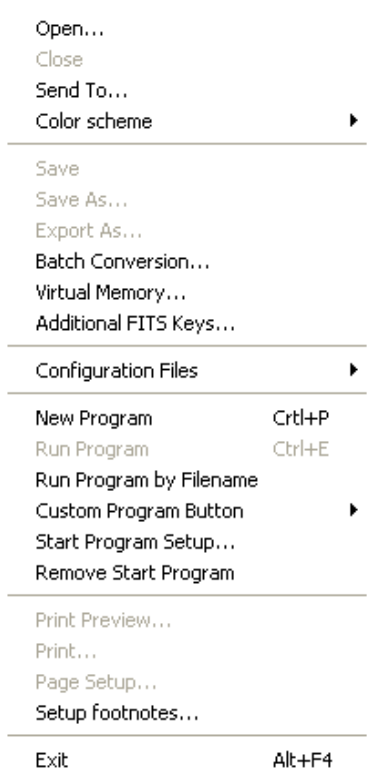 Open...
Close
Send To...
Color scheme
Save
Save As...
Export As...
Batch Conversion...
Virtual Memory...
Additional FITS Keys...
Configuration Files
New Program Crtl+P
Run Program Ctrl+E
Run Program by Filename
Custom Program Button
Start Program Setup...
Remove Start Program
Print Preview...
Print...
Page Setup...
Setup footnotes...
Exit Alt+F4